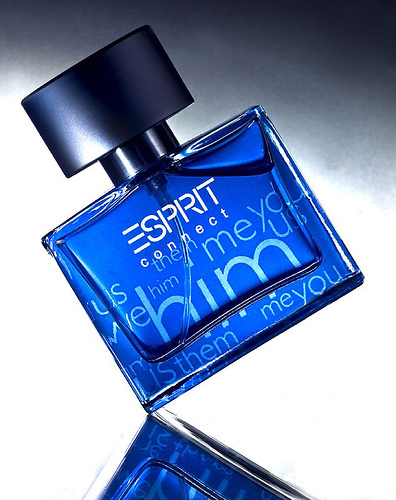 ESPRIT
connect
them me you
us
him
us
we him
us them me you